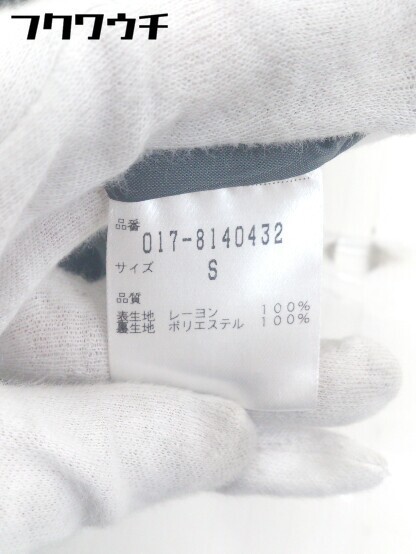 フクワウチ
品番
017-8140432
サイズ S
品質
表生地 レーヨン 100%
裏生地 ポリエステル 100%